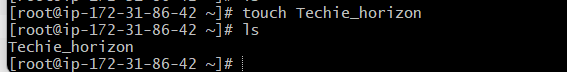 [root@ip-172-31-86-42 ~]# touch Techie_horizon
[root@ip-172-31-86-42 ~]# ls
Techie_horizon
[root@ip-172-31-86-42 ~]#